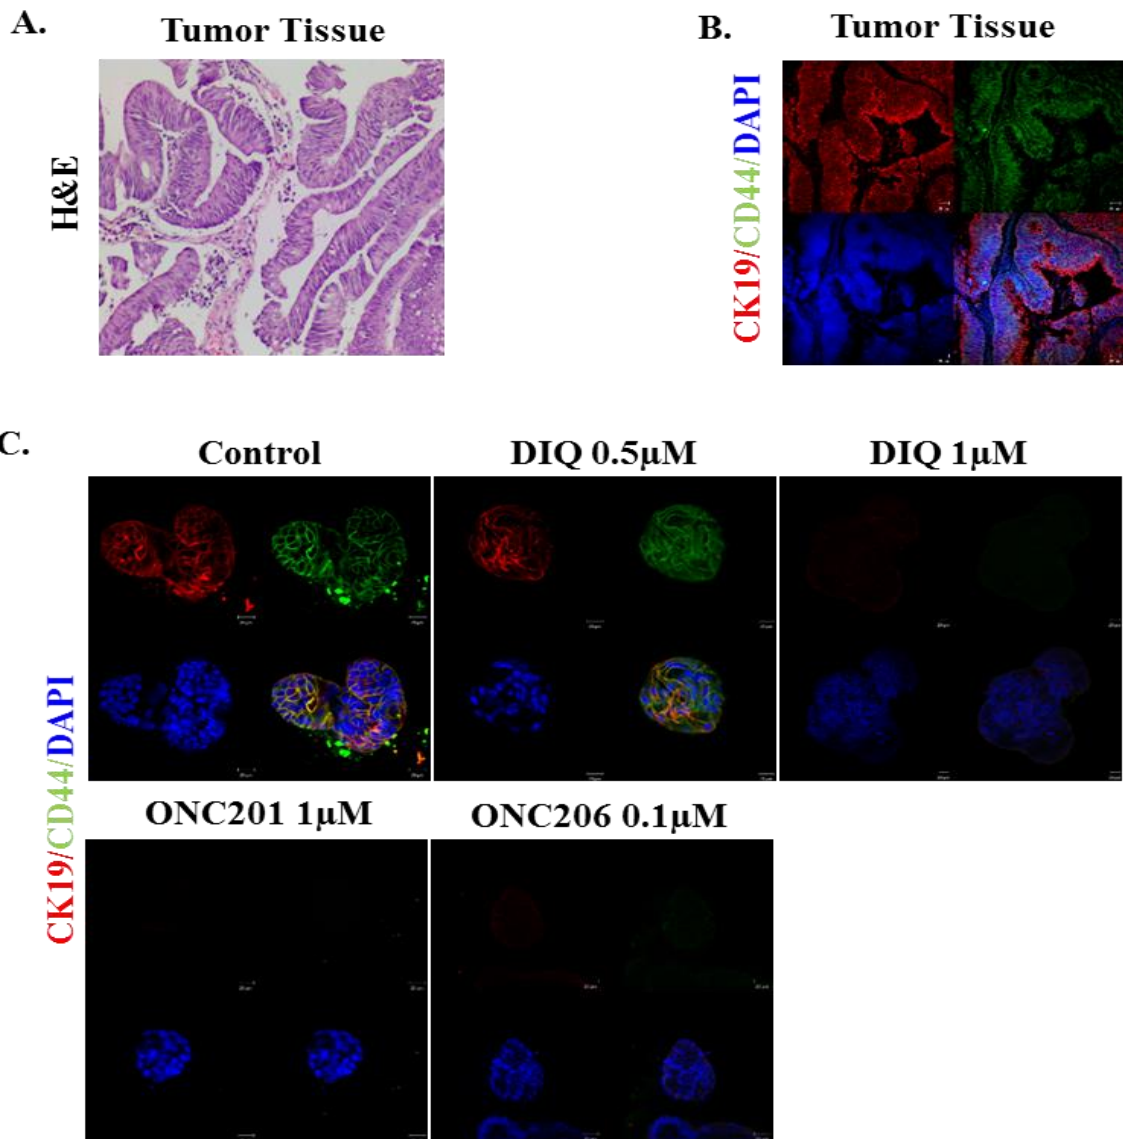 A.
Tumor Tissue
H&E
B.
Tumor Tissue
CK19/CD44/DAPI
C.
Control
DIQ 0.5µM
DIQ 1µM
CK19/CD44/DAPI
ONC201 1µM
ONC206 0.1µM